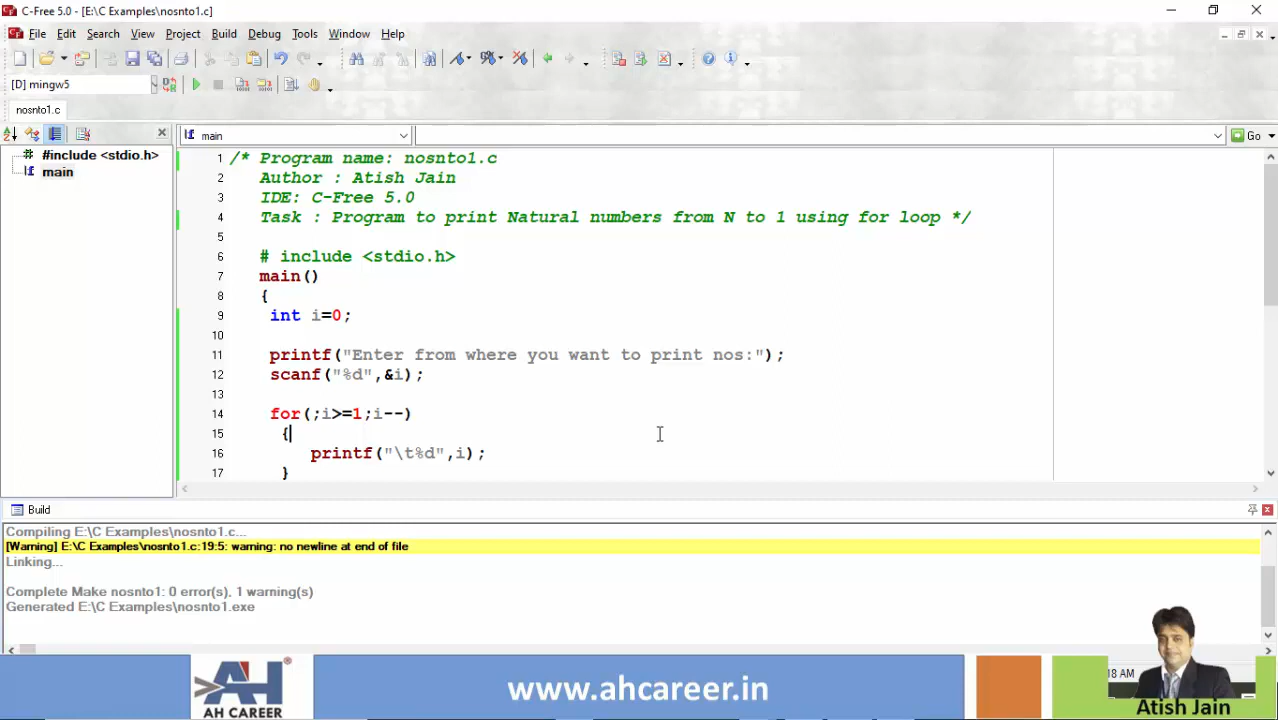 C-Free 5.0 - [E:\C Examples\nosnto1.c]
File Edit Search View Project Build Debug Tools Window Help
[D] mingw5
nosnto1.c
main
Go
#include <stdio.h>
main
1 /* Program name: nosnto1.c
2 Author : Atish Jain
3 IDE: C-Free 5.0
4 Task : Program to print Natural numbers from N to 1 using for loop */
5
6 # include <stdio.h>
7 main()
8 {
9 int i=0;
10
11 printf("Enter from where you want to print nos:");
12 scanf("%d",&i);
13
14 for(;i>=1;i--)
15 {
16 printf("\t%d",i);
17 }
Build
Compiling E:\C Examples\nosnto1.c...
[Warning] E:\C Examples\nosnto1.c:19:5: warning: no newline at end of file
Linking...
Complete Make nosnto1: 0 error(s), 1 warning(s)
Generated E:\C Examples\nosnto1.exe
AH
AH CAREER
www.ahcareer.in
18 AM
Atish Jain